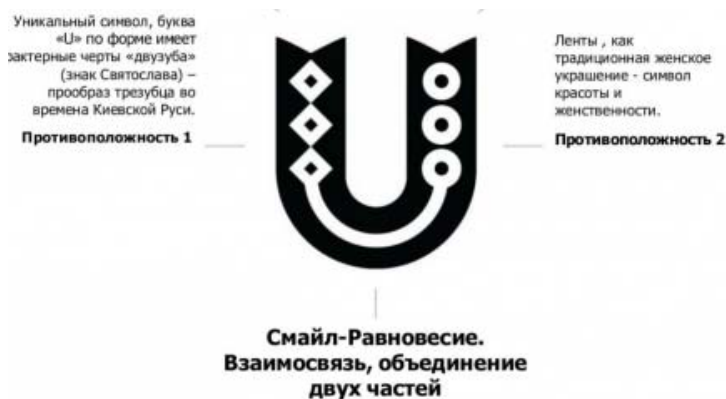 Уникальный символ, буква
«U» по форме имеет
рактерные черты «двузуба»
(знак Святослава) –
прообраз трезубца во
времена Киевской Руси.
Противоположность 1
Ленты , как
традиционная женское
украшение - символ
красоты и
женственности.
Противоположность 2
Смайл-Равновесие.
Взаимосвязь, объединение
двух частей